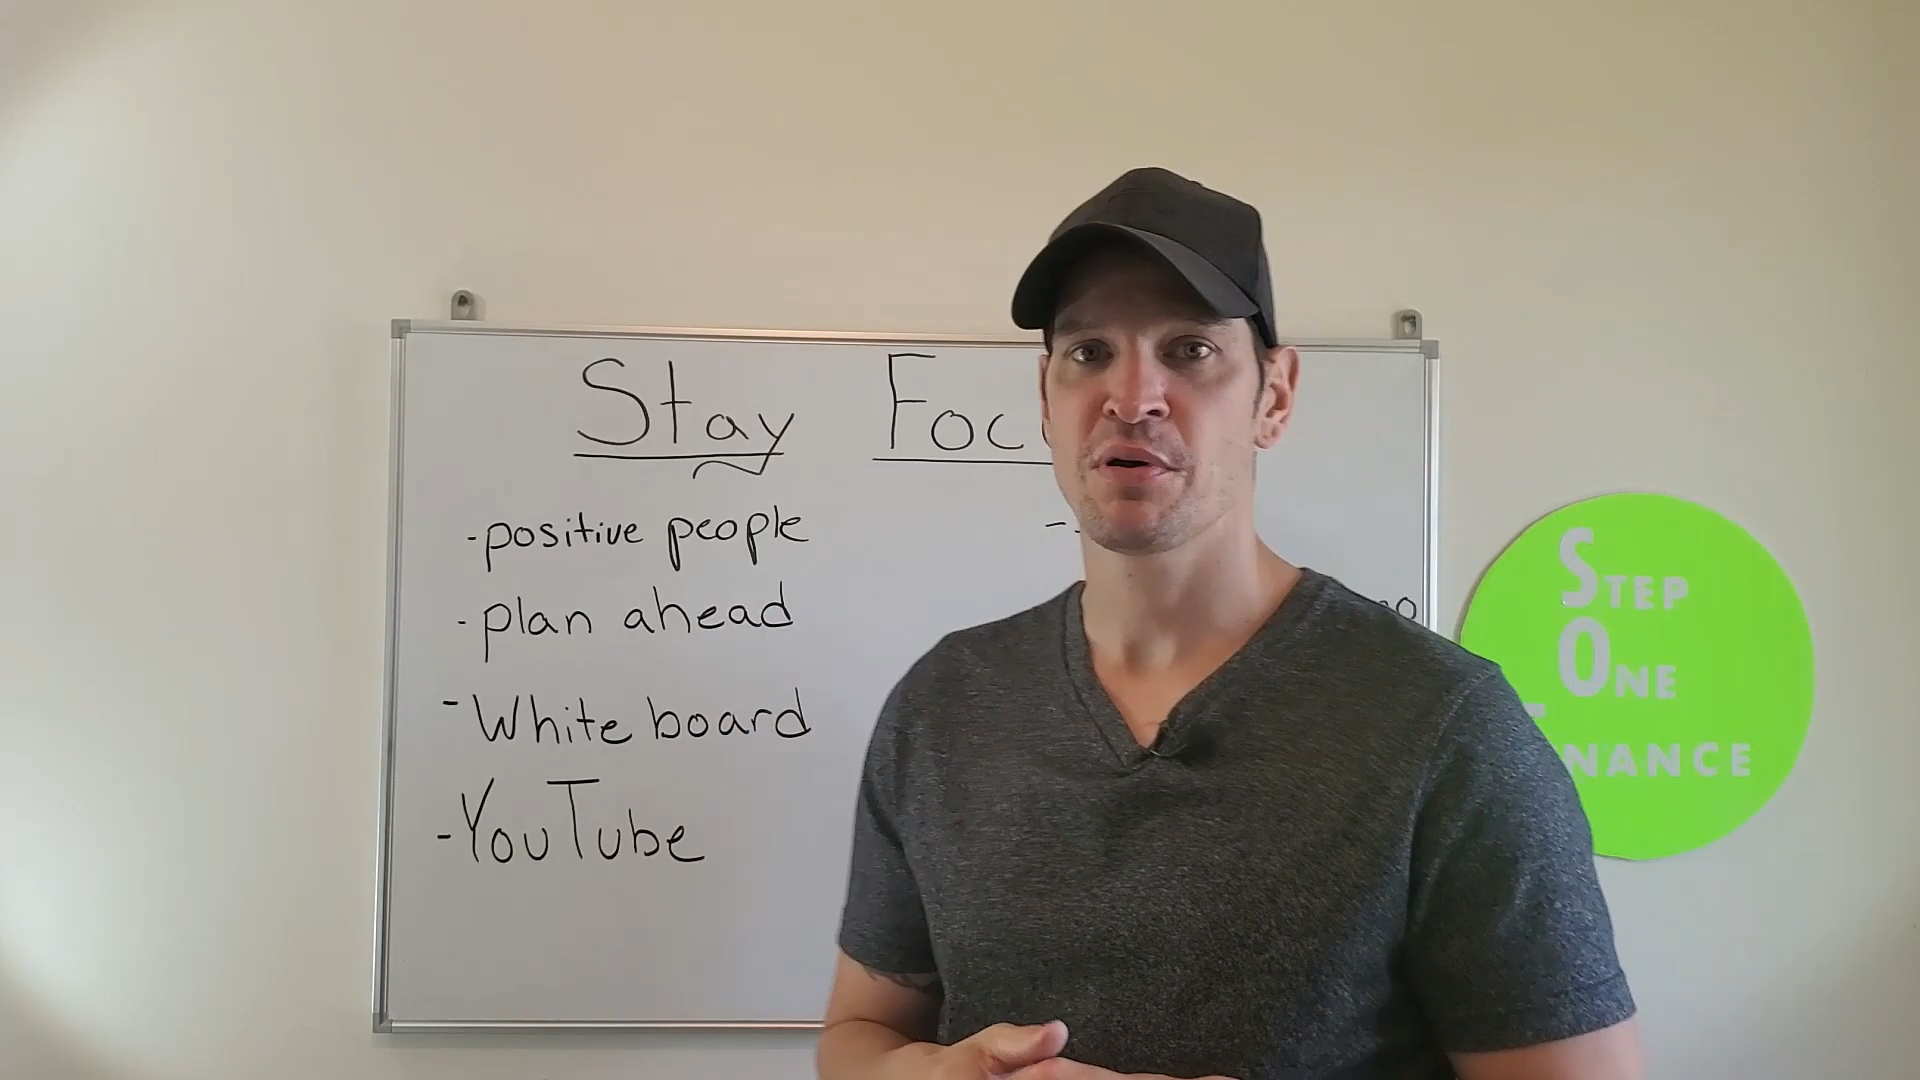 Stay Foc
-positive people
-plan ahead
-White board
-YouTube
STEP
ONE
NANCE